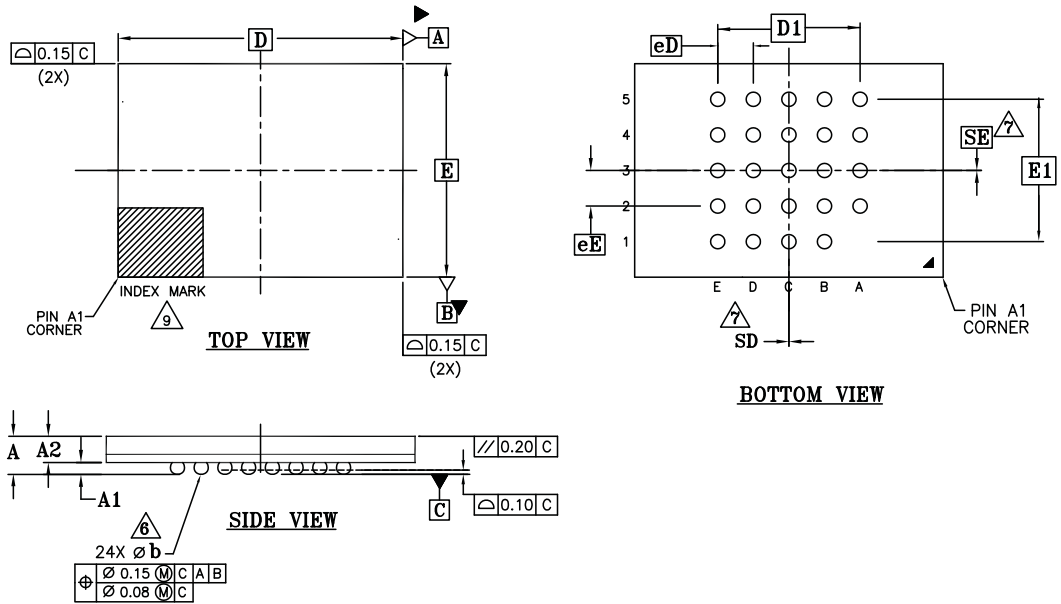 D
A
0.15 C
(2X)
E
INDEX MARK
PIN A1
CORNER
9
B
0.15 C
(2X)
TOP VIEW
D1
eD
5
4
3
2
1
7
SE
E1
eE
E D C B A
7
SD
PIN A1
CORNER
BOTTOM VIEW
A
A2
A1
// 0.20 C
C
0.10 C
SIDE VIEW
6
24X Ø b
⌖ Ø 0.15 Ⓜ C A B
Ø 0.08 Ⓜ C